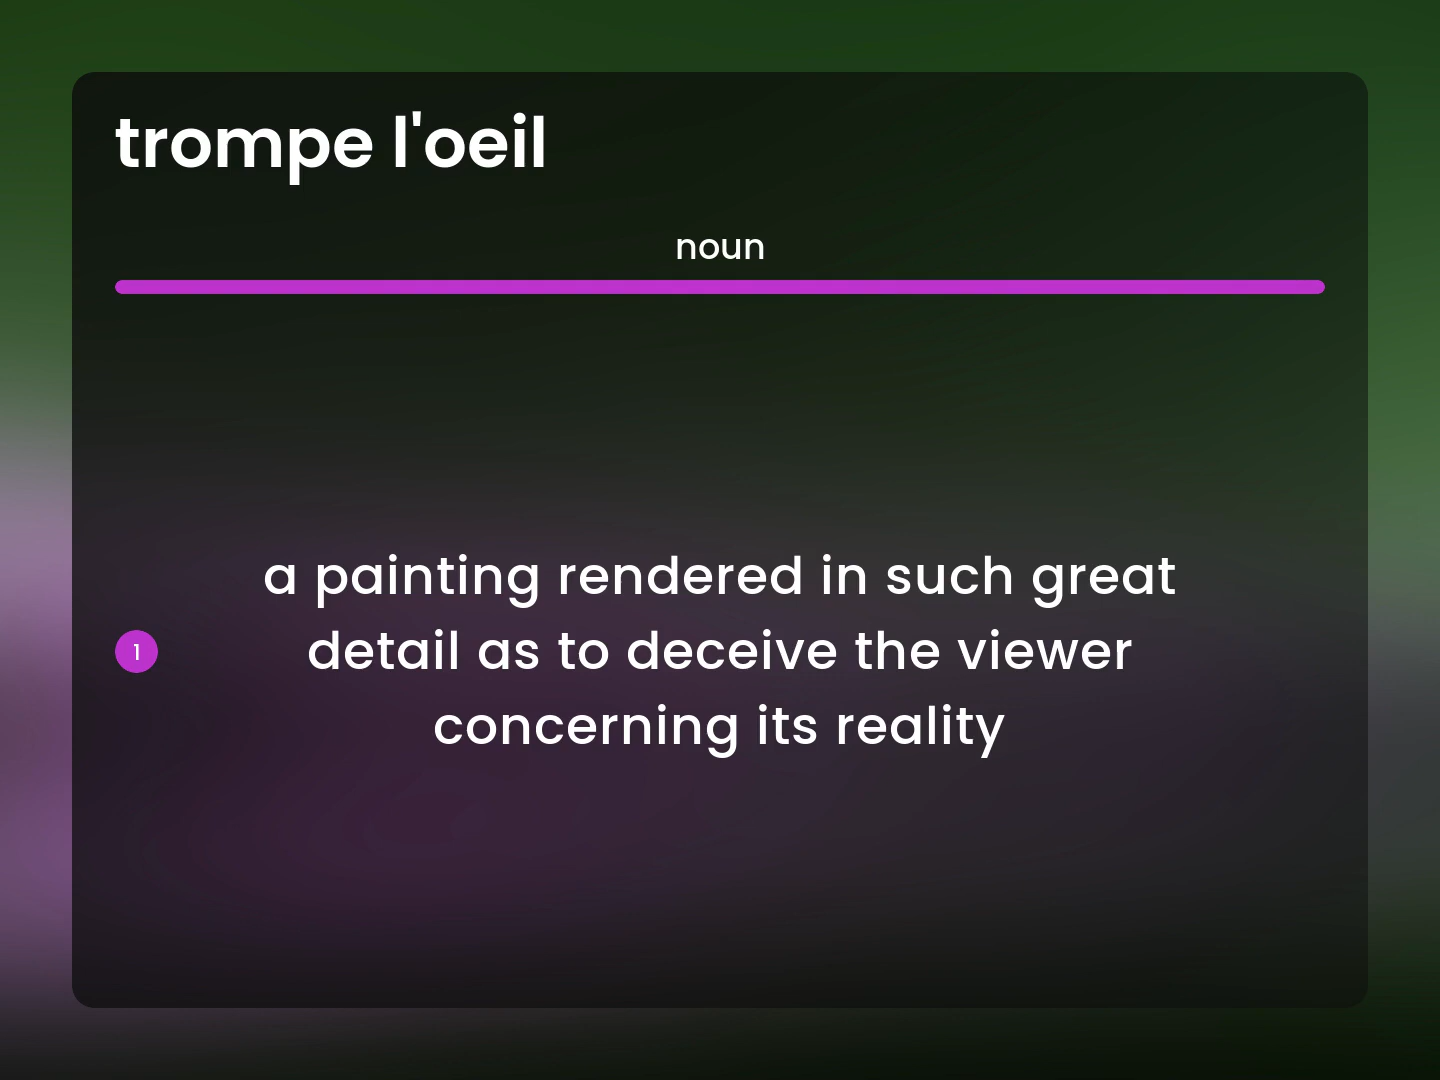 trompe l'oeil
noun
a painting rendered in such great
1
detail as to deceive the viewer
concerning its reality